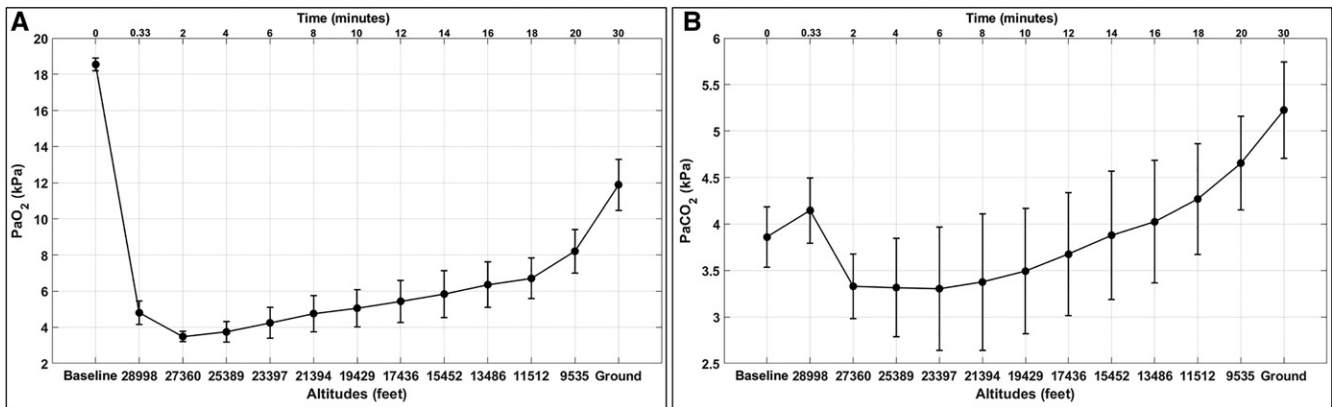 A
Time (minutes)
0 0.33 2 4 6 8 10 12 14 16 18 20 30
20
18
16
14
12
10
8
6
4
2
PaO2 (kPa)
Baseline 28998 27360 25389 23397 21394 19429 17436 15452 13486 11512 9535 Ground
Altitudes (feet)
B
Time (minutes)
0 0.33 2 4 6 8 10 12 14 16 18 20 30
6
5.5
5
4.5
4
3.5
3
2.5
PaCO2 (kPa)
Baseline 28998 27360 25389 23397 21394 19429 17436 15452 13486 11512 9535 Ground
Altitudes (feet)